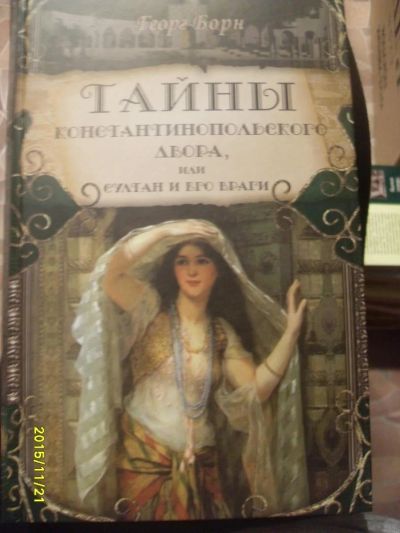 Георг Борн
ТАЙНЫ
КОНСТАНТИНОПОЛЬСКОГО
ДВОРА,
ИЛИ
СУЛТАН И ЕГО ВРАГИ
2015/11/21